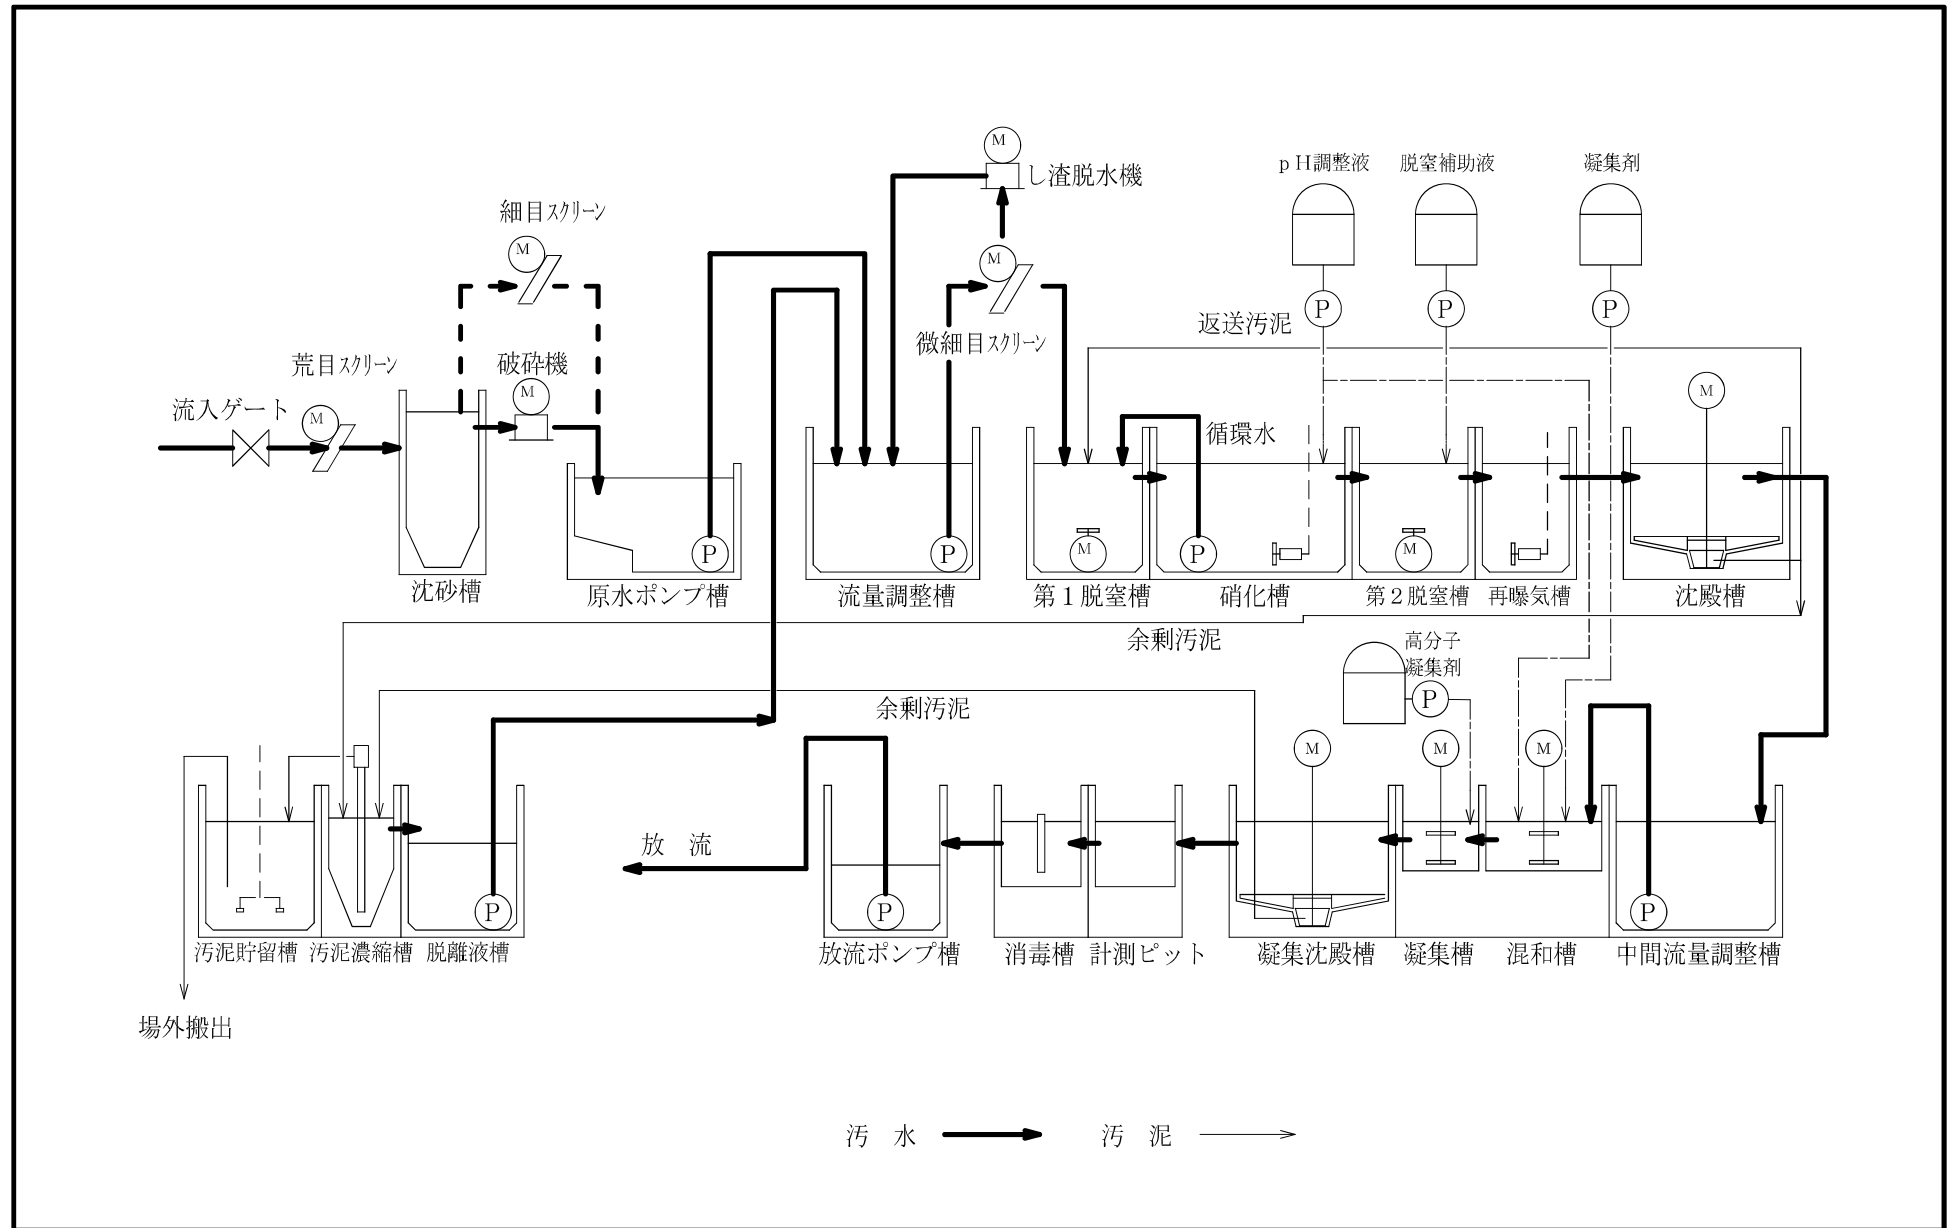 M
し渣脱水機
pH調整液
脱窒補助液
凝集剤
細目スクリーン
M
M
P
P
P
返送汚泥
微細目スクリーン
荒目スクリーン
破砕機
M
M
流入ゲート
M
循環水
P
P
M
P
M
沈砂槽
原水ポンプ槽
流量調整槽
第1脱窒槽
硝化槽
第2脱窒槽
再曝気槽
沈殿槽
余剰汚泥
高分子
凝集剤
P
余剰汚泥
M
M
M
放 流
P
P
P
汚泥貯留槽
汚泥濃縮槽
脱離液槽
放流ポンプ槽
消毒槽
計測ピット
凝集沈殿槽
凝集槽
混和槽
中間流量調整槽
場外搬出
汚 水
汚 泥